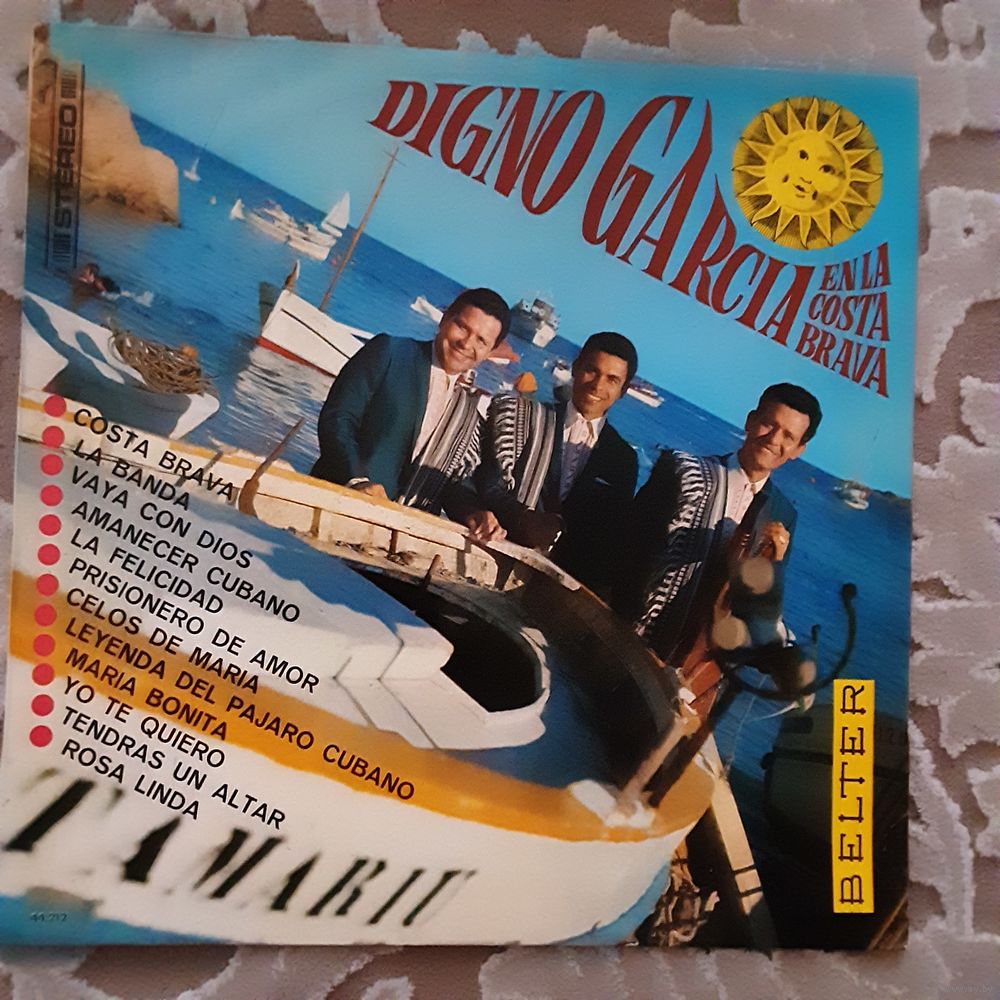 STEREO
DIGNO GARCIA
EN LA
COSTA
BRAVA
COSTA BRAVA
LA BANDA
VAYA CON DIOS
AMANECER CUBANO
LA FELICIDAD
PRISIONERO DE AMOR
CELOS DE MARIA
LEYENDA DEL PAJARO CUBANO
MARIA BONITA
YO TE QUIERO
TENDRAS UN ALTAR
ROSA LINDA
TAMARIU
44.212
BELTER